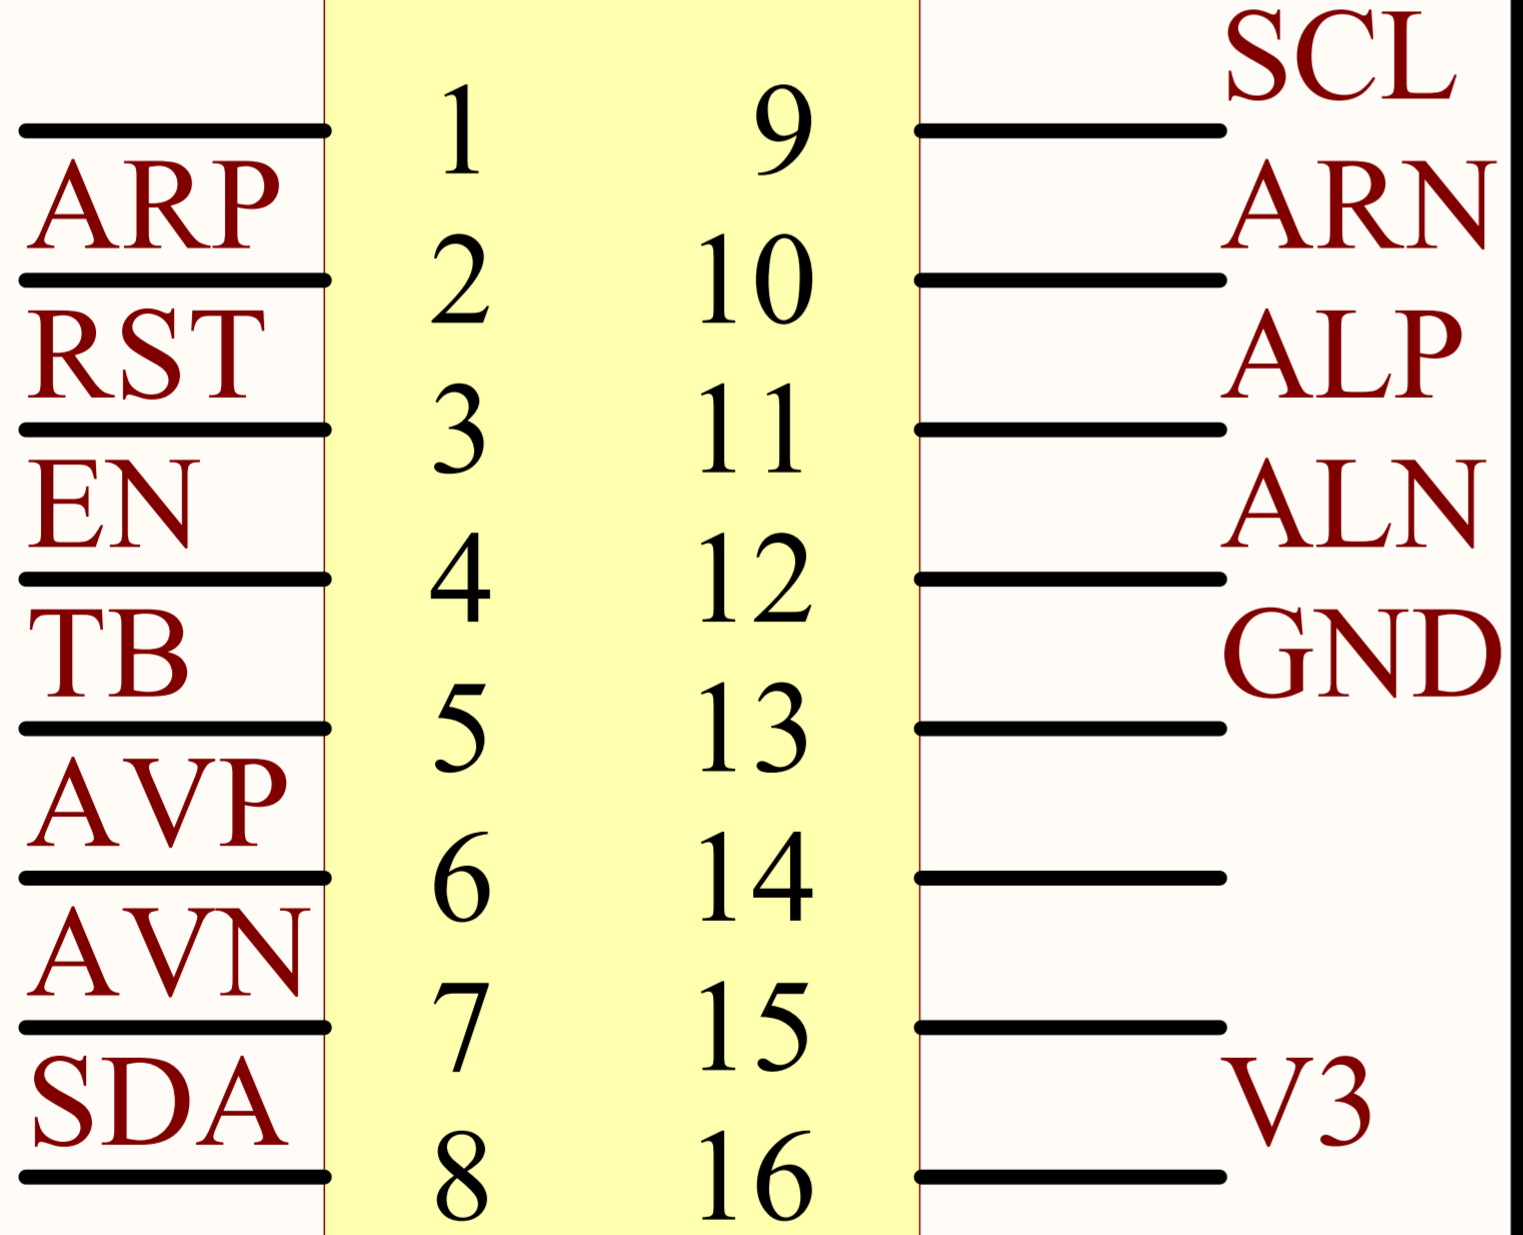 SCL
1 9
ARP ARN
2 10
RST ALP
3 11
EN ALN
4 12
TB GND
5 13
AVP
6 14
AVN
7 15
SDA V3
8 16